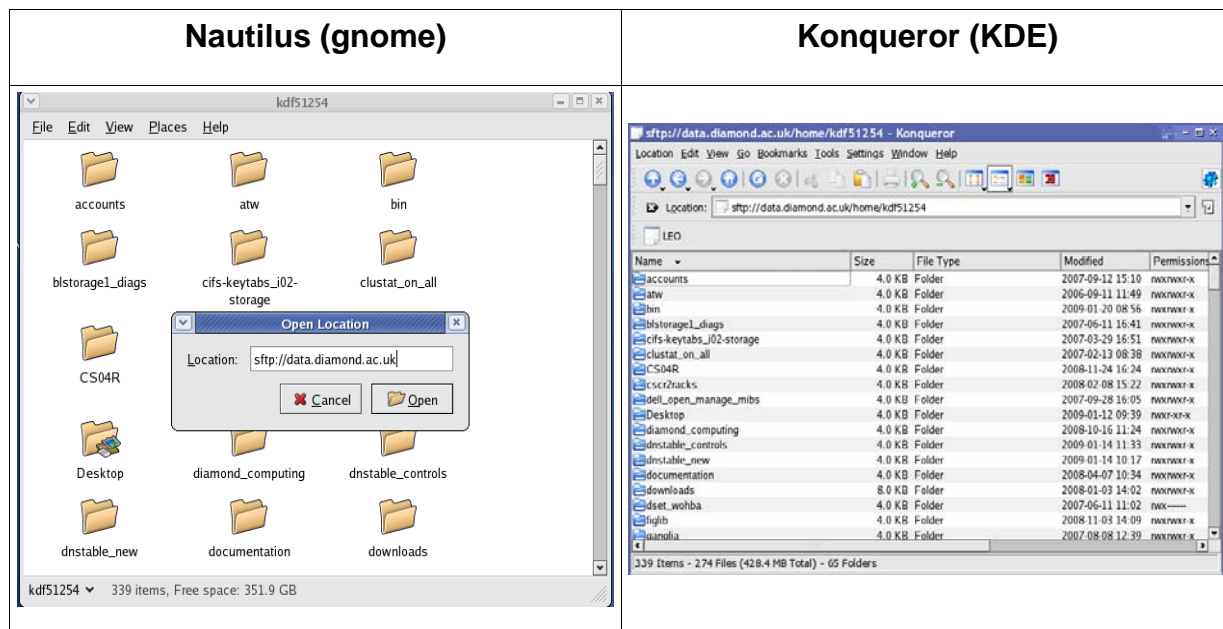 Nautilus (gnome)
Konqueror (KDE)
kdf51254
File Edit View Places Help
accounts atw bin
blstorage1_diags cifs-keytabs_i02-storage clustat_on_all
CS04R
Open Location
Location: sftp://data.diamond.ac.uk
Cancel Open
Desktop diamond_computing dnstable_controls
dnstable_new documentation downloads
kdf51254 339 items, Free space: 351.9 GB
sftp://data.diamond.ac.uk/home/kdf51254 - Konqueror
Location Edit View Go Bookmarks Tools Settings Window Help
Location: sftp://data.diamond.ac.uk/home/kdf51254
LEO
Name Size File Type Modified Permissions
accounts 4.0 KB Folder 2007-09-12 15:10 rwxrwxr-x
atw 4.0 KB Folder 2006-09-11 11:49 rwxrwxr-x
bin 4.0 KB Folder 2009-01-20 08:56 rwxrwxr-x
blstorage1_diags 4.0 KB Folder 2007-06-11 16:41 rwxrwxr-x
cifs-keytabs_i02-storage 4.0 KB Folder 2007-03-29 16:51 rwxrwxr-x
clustat_on_all 4.0 KB Folder 2007-02-13 08:38 rwxrwxr-x
CS04R 4.0 KB Folder 2008-11-24 16:24 rwxrwxr-x
cscr2racks 4.0 KB Folder 2008-02-08 15:22 rwxrwxr-x
dell_open_manage_mibs 4.0 KB Folder 2007-09-28 16:05 rwxrwxr-x
Desktop 4.0 KB Folder 2009-01-12 09:39 rwxr-xr-x
diamond_computing 4.0 KB Folder 2008-10-16 11:24 rwxrwxr-x
dnstable_controls 4.0 KB Folder 2009-01-14 11:33 rwxrwxr-x
dnstable_new 4.0 KB Folder 2009-01-14 10:17 rwxrwxr-x
documentation 4.0 KB Folder 2008-04-07 10:34 rwxrwxr-x
downloads 8.0 KB Folder 2008-01-03 14:02 rwxrwxr-x
dset_wohba 4.0 KB Folder 2007-06-11 11:02 rwx------
figlib 4.0 KB Folder 2008-11-03 14:09 rwxrwxr-x
ganglia 4.0 KB Folder 2007-08-08 12:39 rwxrwxr-x
339 Items - 274 Files (428.4 MB Total) - 65 Folders